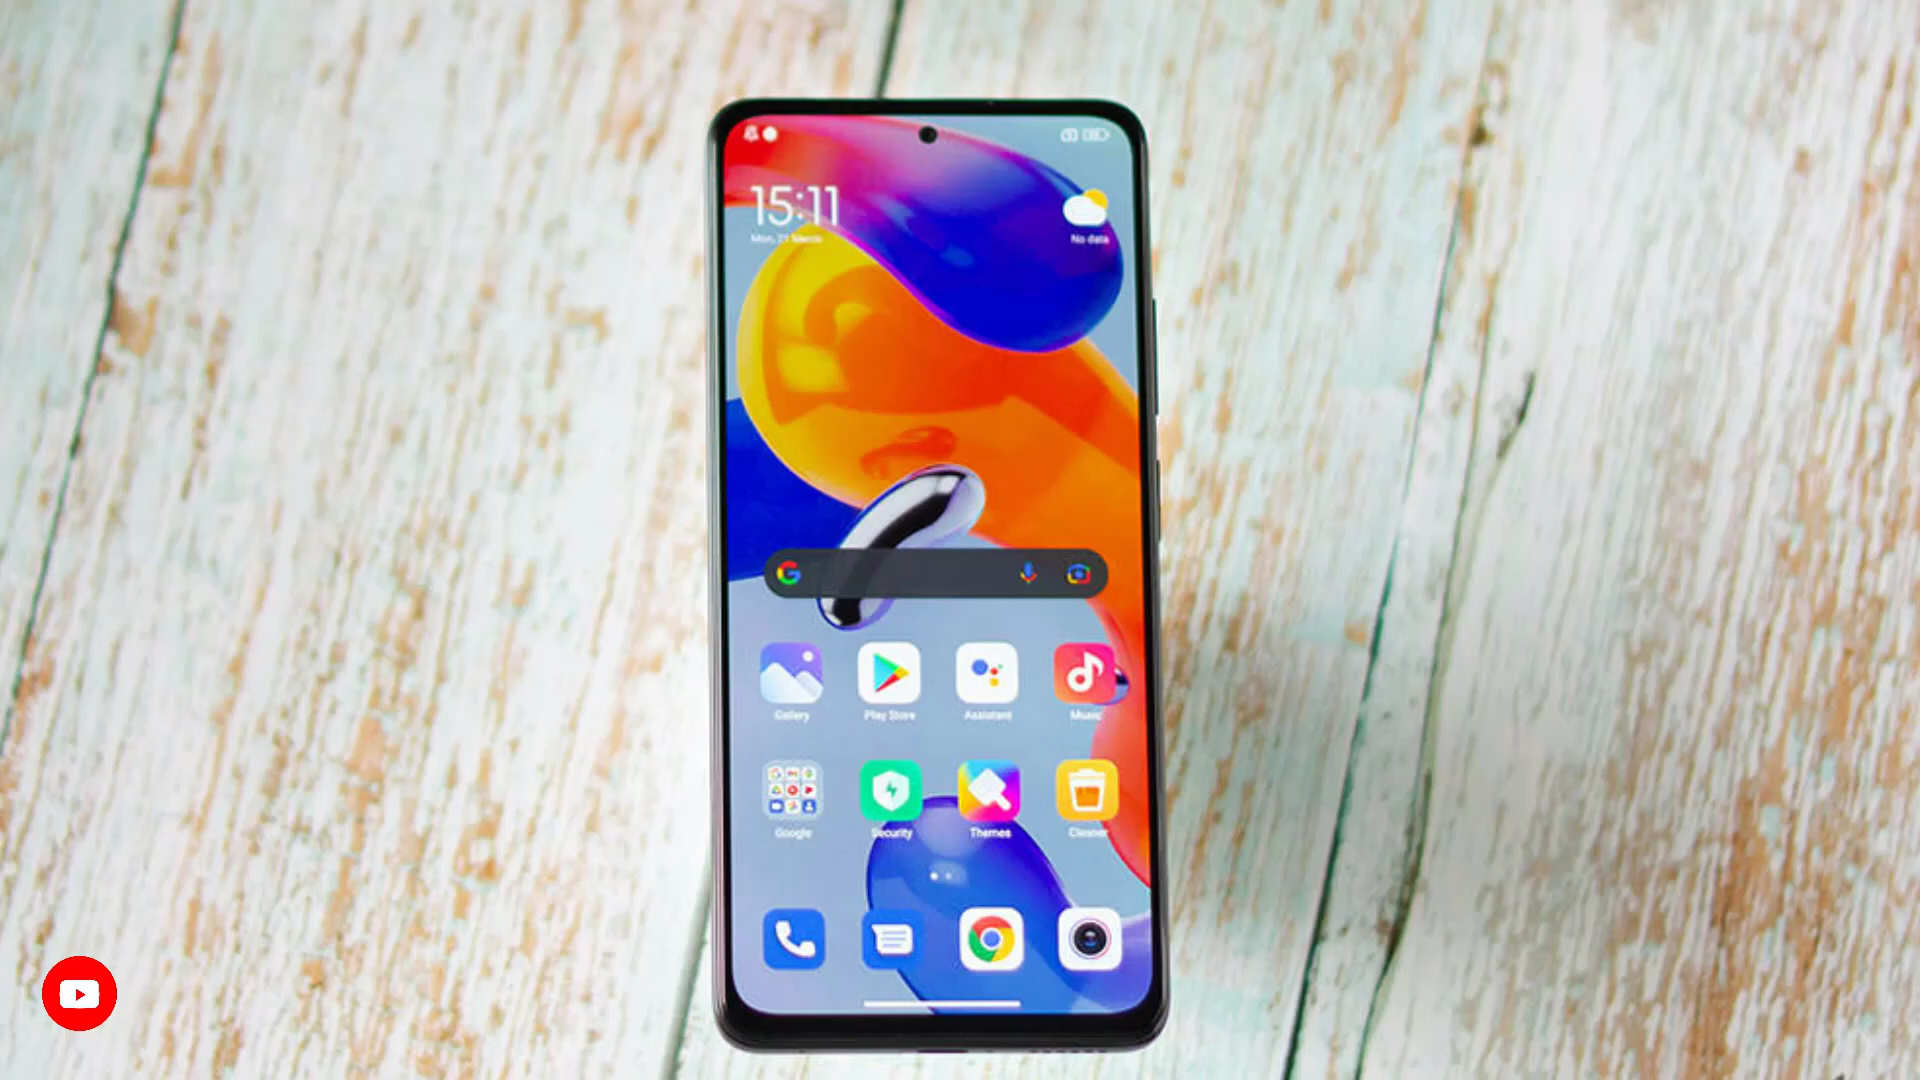 15:11
No data
Gallery
Play Store
Assistant
Music
Google
Security
Themes
Cleaner